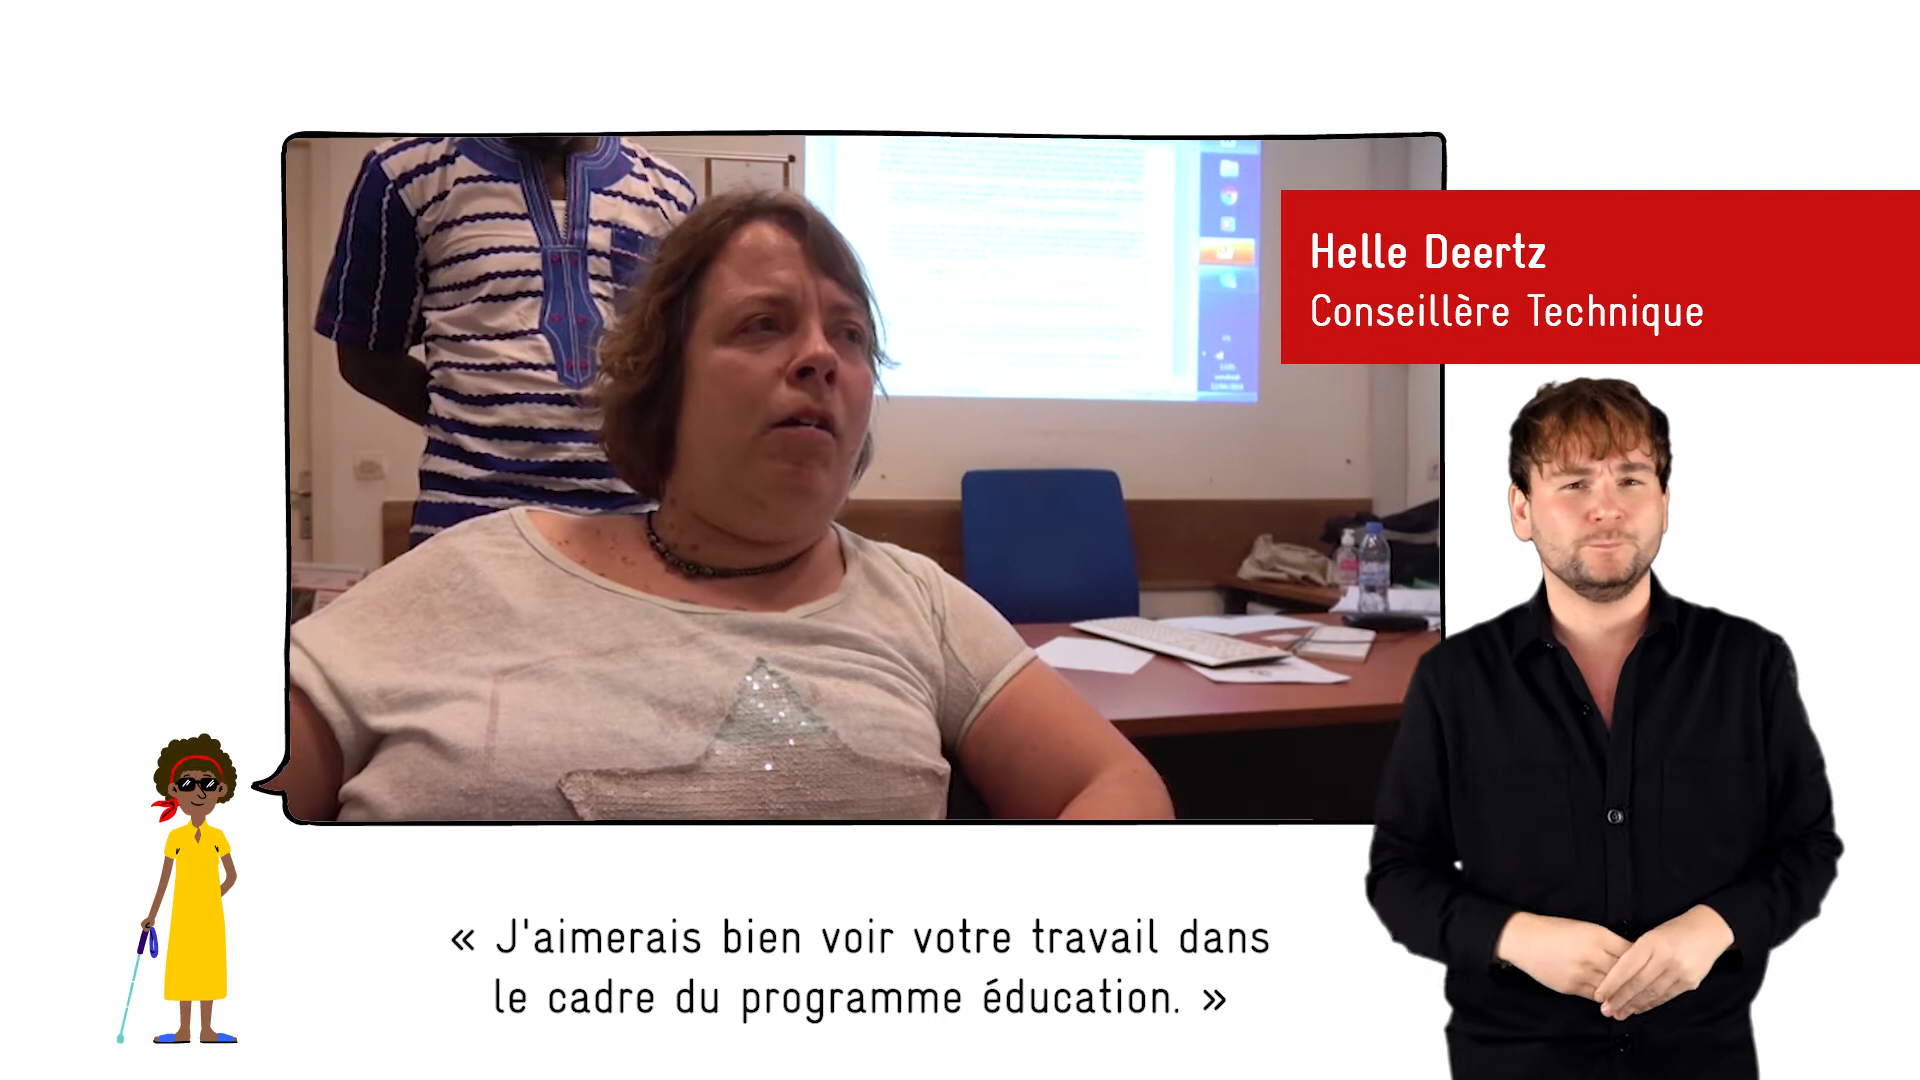 Helle Deertz
Conseillère Technique
« J'aimerais bien voir votre travail dans
le cadre du programme éducation. »